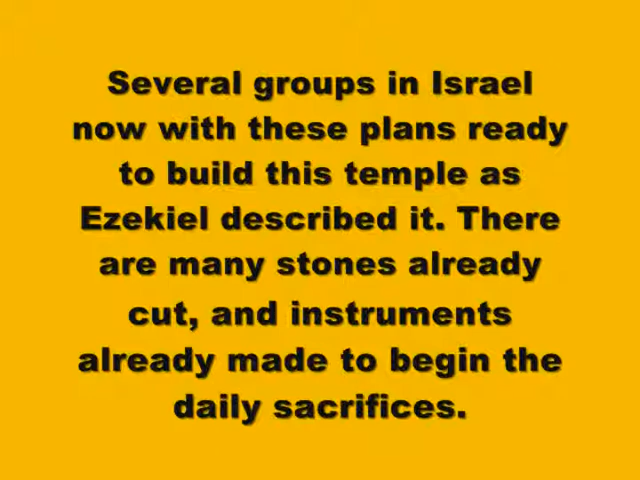 Several groups in Israel
now with these plans ready
to build this temple as
Ezekiel described it. There
are many stones already
cut, and instruments
already made to begin the
daily sacrifices.